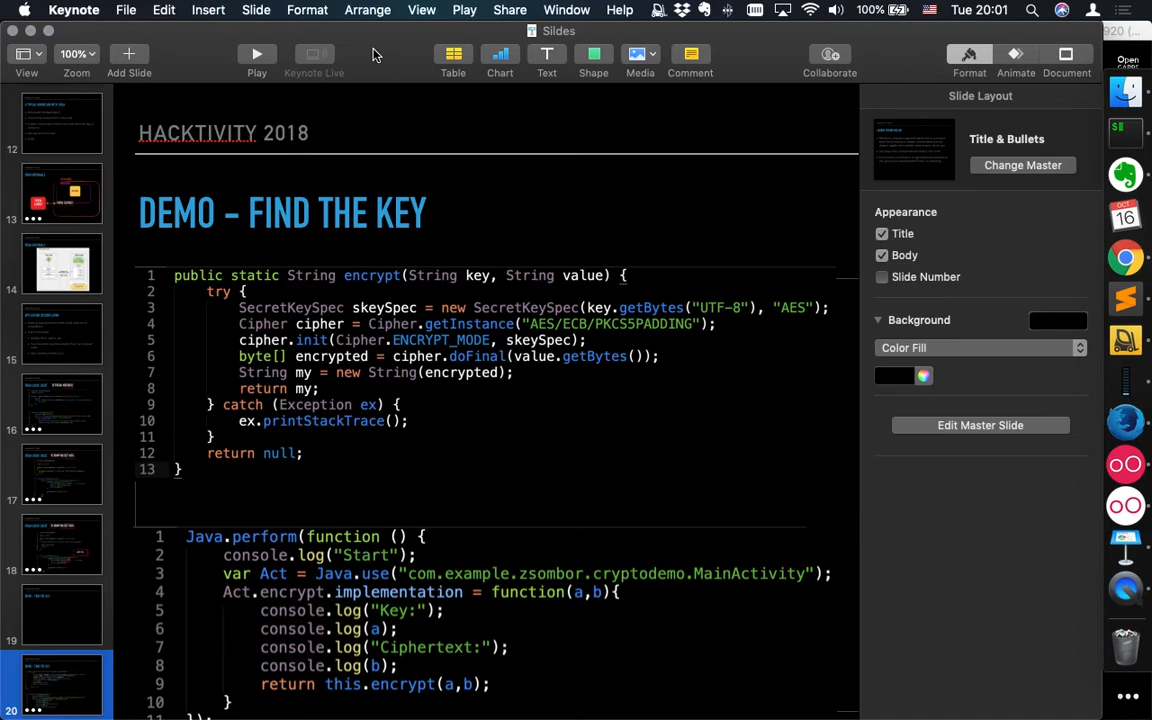 Keynote File Edit Insert Slide Format Arrange View Play Share Window Help 100% Tue 20:01
Slides
920 (...
100%
View Zoom Add Slide Play Keynote Live Table Chart Text Shape Media Comment Collaborate Format Animate Document
Open
Slide Layout
Title & Bullets
Change Master
Appearance
Title
Body
Slide Number
Background
Color Fill
Edit Master Slide
OCT
16
12
13
14
15
16
17
18
19
20
HACKTIVITY 2018
DEMO - FIND THE KEY
1 public static String encrypt(String key, String value) {
2 try {
3 SecretKeySpec skeySpec = new SecretKeySpec(key.getBytes("UTF-8"), "AES");
4 Cipher cipher = Cipher.getInstance("AES/ECB/PKCS5PADDING");
5 cipher.init(Cipher.ENCRYPT_MODE, skeySpec);
6 byte[] encrypted = cipher.doFinal(value.getBytes());
7 String my = new String(encrypted);
8 return my;
9 } catch (Exception ex) {
10 ex.printStackTrace();
11 }
12 return null;
13 }
1 Java.perform(function () {
2 console.log("Start");
3 var Act = Java.use("com.example.zsombor.cryptodemo.MainActivity");
4 Act.encrypt.implementation = function(a,b){
5 console.log("Key:");
6 console.log(a);
7 console.log("Ciphertext:");
8 console.log(b);
9 return this.encrypt(a,b);
10 }
11 });